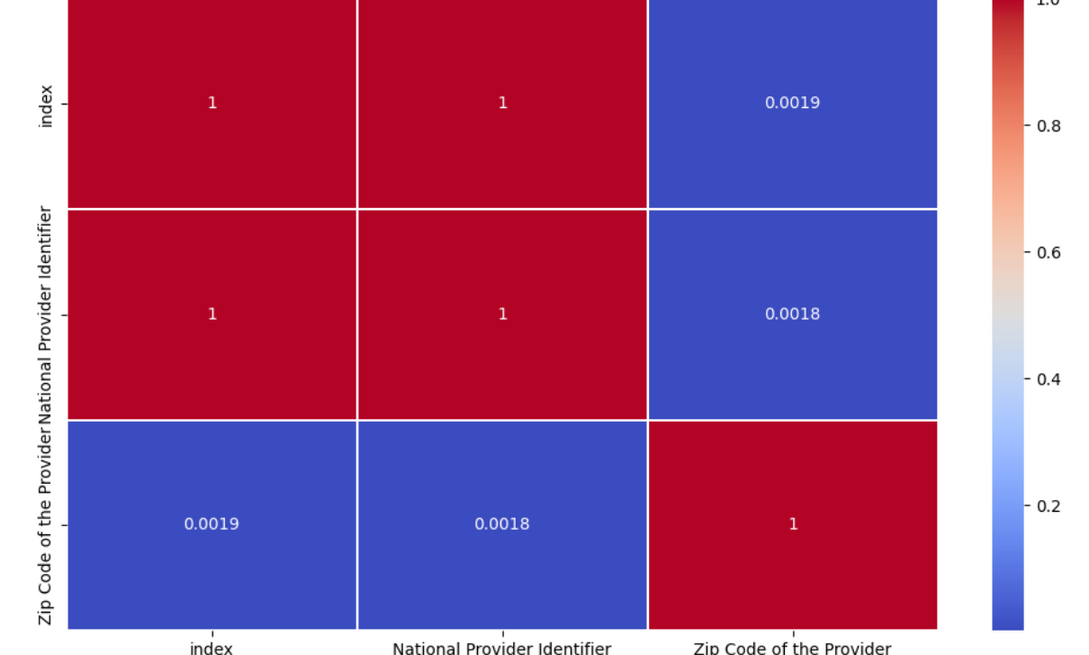 1.0
index
1
1
0.0019
0.8
0.6
National Provider Identifier
1
1
0.0018
0.4
0.2
Zip Code of the Provider
0.0019
0.0018
1
index
National Provider Identifier
Zip Code of the Provider